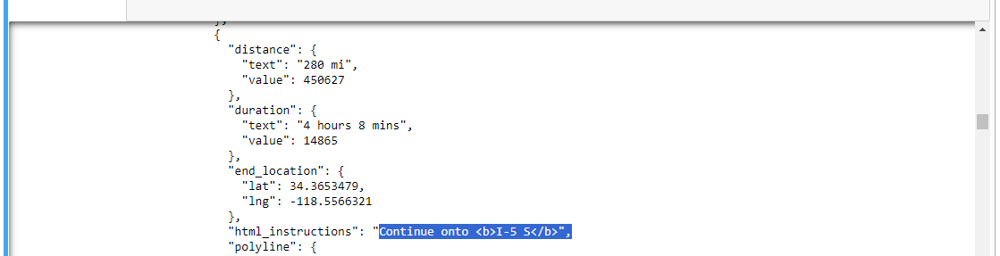 },
{
"distance": {
"text": "280 mi",
"value": 450627
},
"duration": {
"text": "4 hours 8 mins",
"value": 14865
},
"end_location": {
"lat": 34.3653479,
"lng": -118.5566321
},
"html_instructions": "Continue onto <b>I-5 S</b>",
"polyline": {